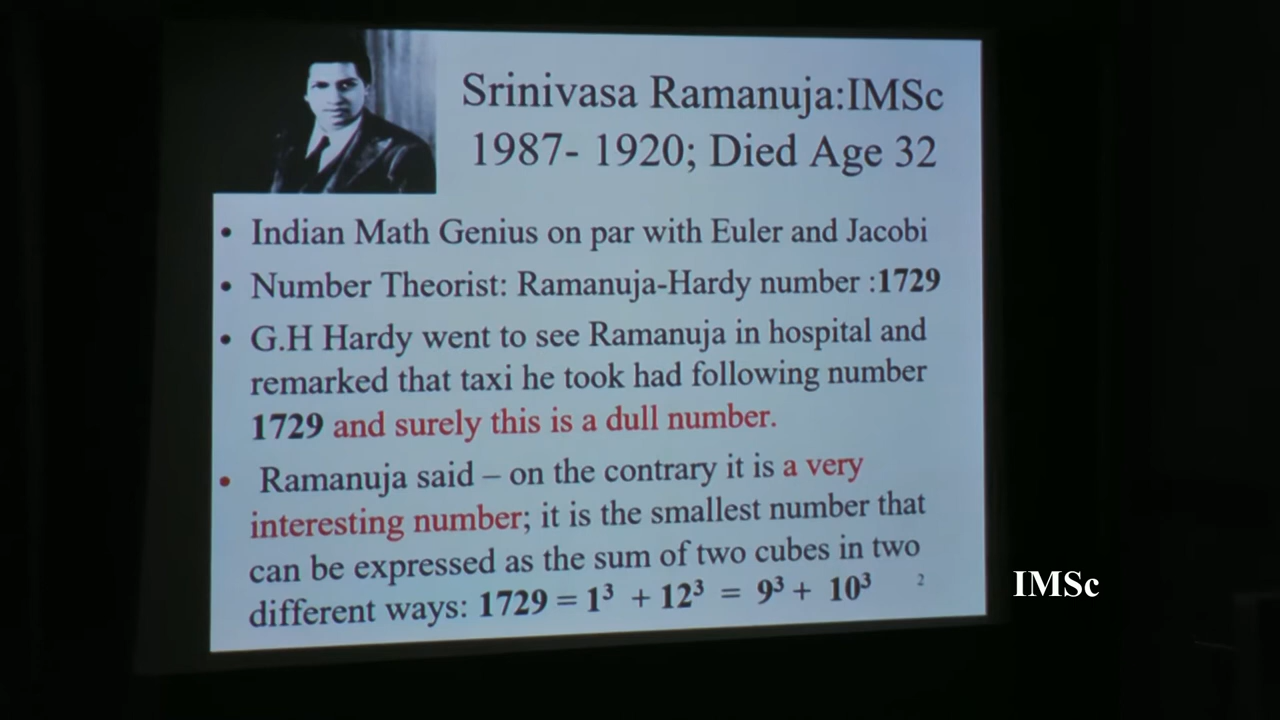 Srinivasa Ramanuja:IMSc
1987- 1920; Died Age 32
• Indian Math Genius on par with Euler and Jacobi
• Number Theorist: Ramanuja-Hardy number :1729
• G.H Hardy went to see Ramanuja in hospital and
remarked that taxi he took had following number
1729 and surely this is a dull number.
• Ramanuja said – on the contrary it is a very
interesting number; it is the smallest number that
can be expressed as the sum of two cubes in two
different ways: 1729 = 1³ + 12³ = 9³ + 10³
2
IMSc